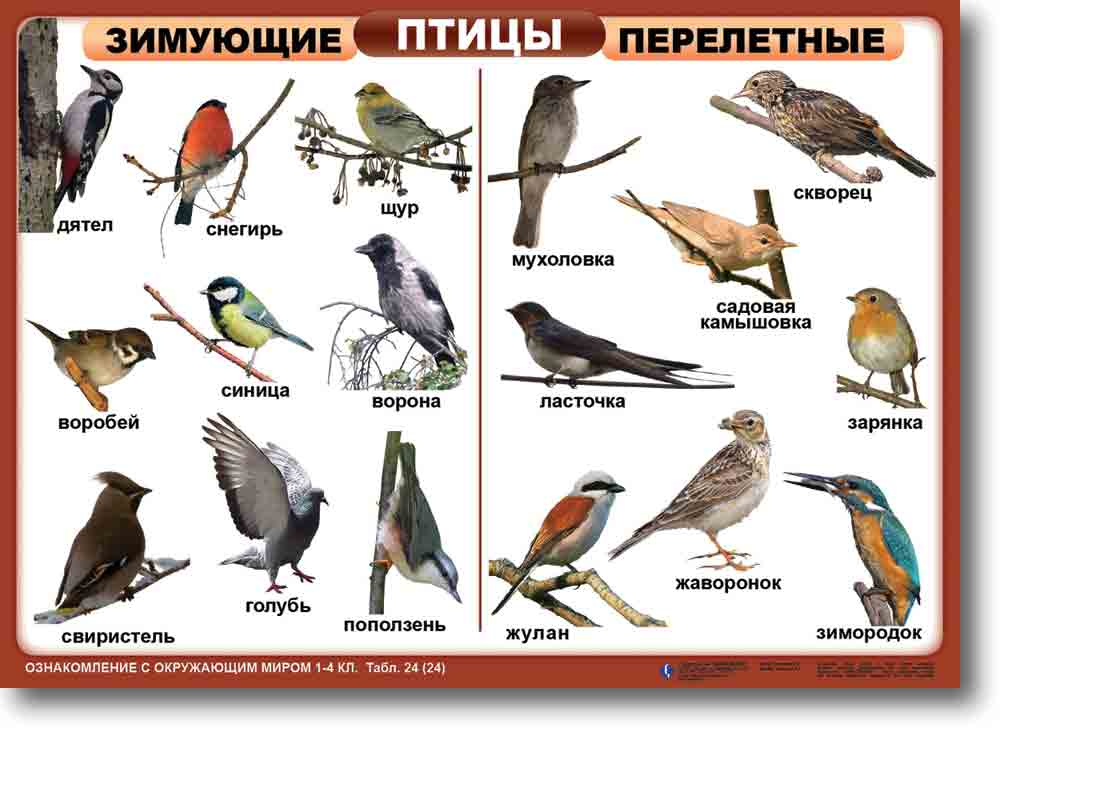 ЗИМУЮЩИЕ
ПТИЦЫ
ПЕРЕЛЕТНЫЕ
дятел
снегирь
щур
воробей
синица
ворона
свиристель
голубь
поползень
мухоловка
скворец
садовая
камышовка
ласточка
зарянка
жулан
жаворонок
зимородок
ОЗНАКОМЛЕНИЕ С ОКРУЖАЮЩИМ МИРОМ 1-4 КЛ. Табл. 24 (24)